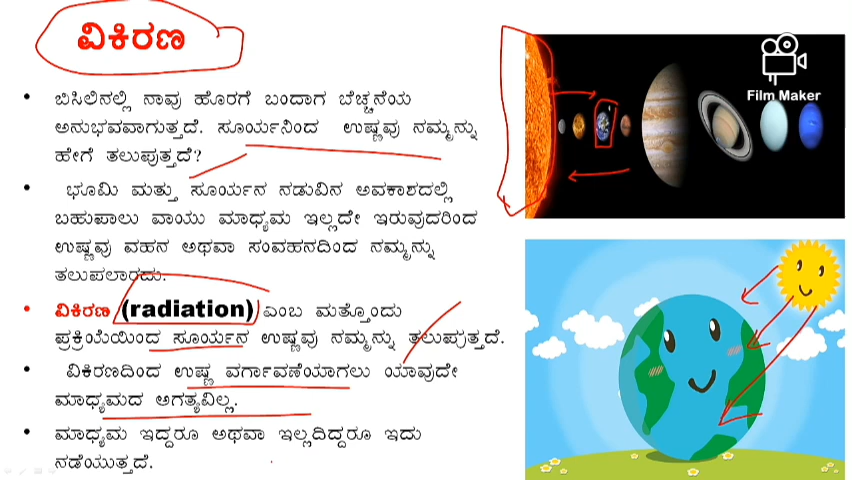 ವಿಕಿರಣ
• ಬಿಸಿಲಿನಲ್ಲಿ ನಾವು ಹೊರಗೆ ಬಂದಾಗ ಬೆಚ್ಚನೆಯ
ಅನುಭವವಾಗುತ್ತದೆ. ಸೂರ್ಯನಿಂದ ಉಷ್ಣವು ನಮ್ಮನ್ನು
ಹೇಗೆ ತಲುಪುತ್ತದೆ?
• ಭೂಮಿ ಮತ್ತು ಸೂರ್ಯನ ನಡುವಿನ ಅವಕಾಶದಲ್ಲಿ
ಬಹುಪಾಲು ವಾಯು ಮಾಧ್ಯಮ ಇಲ್ಲದೇ ಇರುವುದರಿಂದ
ಉಷ್ಣವು ವಹನ ಅಥವಾ ಸಂವಹನದಿಂದ ನಮ್ಮನ್ನು
ತಲುಪಲಾರದು.
• ವಿಕಿರಣ (radiation) ಎಂಬ ಮತ್ತೊಂದು
ಪ್ರಕ್ರಿಯೆಯಿಂದ ಸೂರ್ಯನ ಉಷ್ಣವು ನಮ್ಮನ್ನು ತಲುಪುತ್ತದೆ.
• ವಿಕಿರಣದಿಂದ ಉಷ್ಣ ವರ್ಗಾವಣೆಯಾಗಲು ಯಾವುದೇ
ಮಾಧ್ಯಮದ ಅಗತ್ಯವಿಲ್ಲ.
• ಮಾಧ್ಯಮ ಇದ್ದರೂ ಅಥವಾ ಇಲ್ಲದಿದ್ದರೂ ಇದು
ನಡೆಯುತ್ತದೆ.
Film Maker